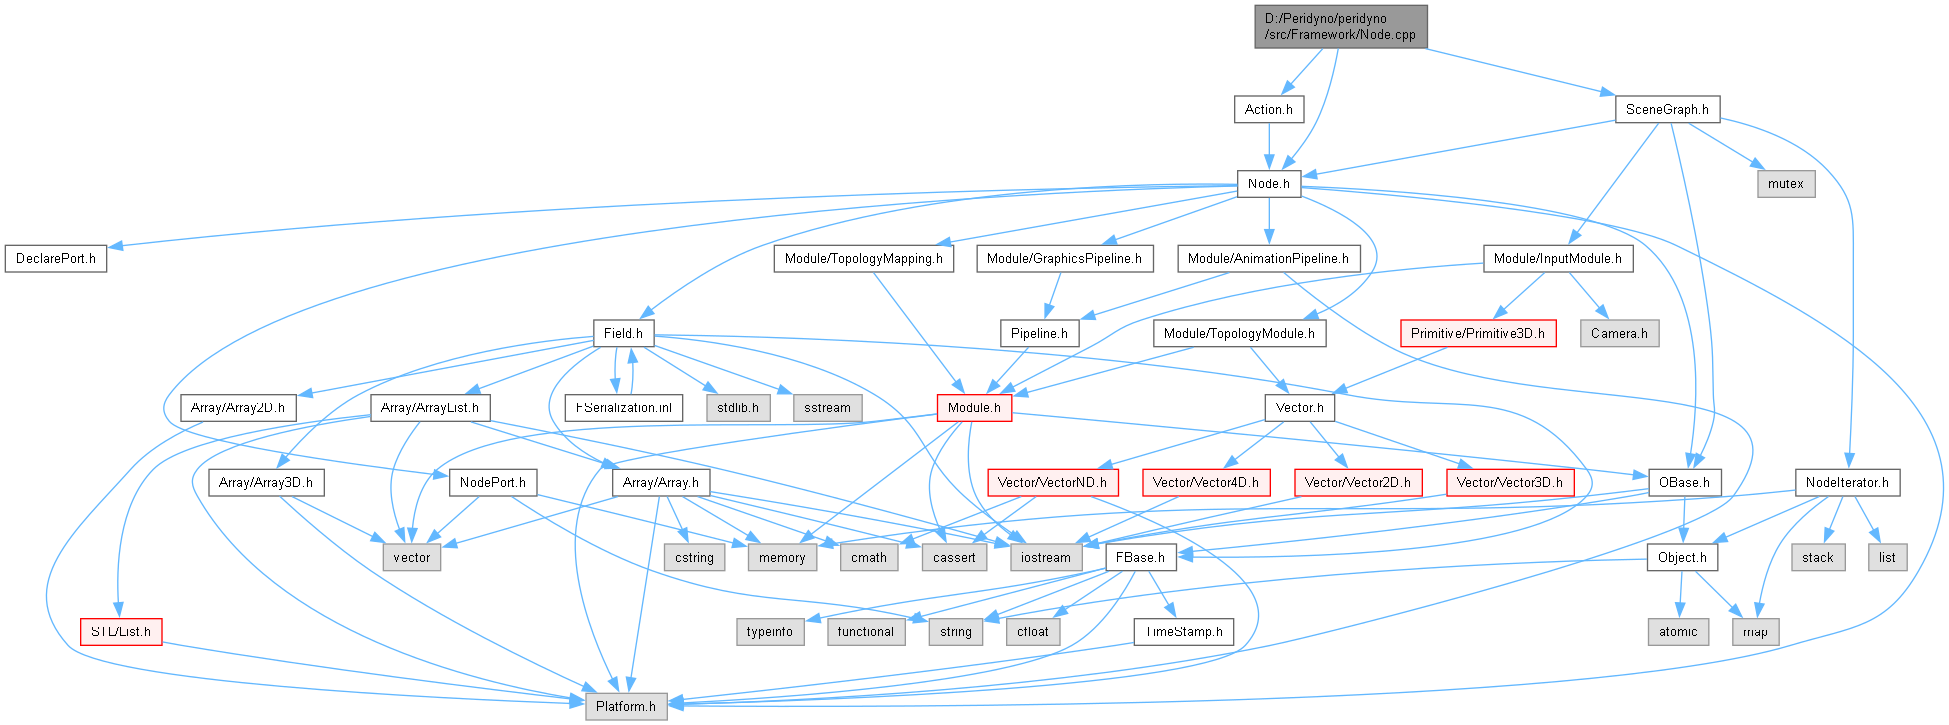 D:/Peridyno/peridyno
/src/Framework/Node.cpp
Action.h
SceneGraph.h
Node.h
mutex
DeclarePort.h
Module/TopologyMapping.h
Module/GraphicsPipeline.h
Module/AnimationPipeline.h
Module/InputModule.h
Field.h
Pipeline.h
Module/TopologyModule.h
Primitive/Primitive3D.h
Camera.h
Array/Array2D.h
Array/ArrayList.h
FSerialization.inl
stdlib.h
sstream
Module.h
Vector.h
Array/Array3D.h
NodePort.h
Array/Array.h
Vector/VectorND.h
Vector/Vector4D.h
Vector/Vector2D.h
Vector/Vector3D.h
OBase.h
NodeIterator.h
vector
cstring
memory
cmath
cassert
iostream
FBase.h
Object.h
stack
list
STL/List.h
typeinfo
functional
string
cfloat
TimeStamp.h
atomic
map
Platform.h